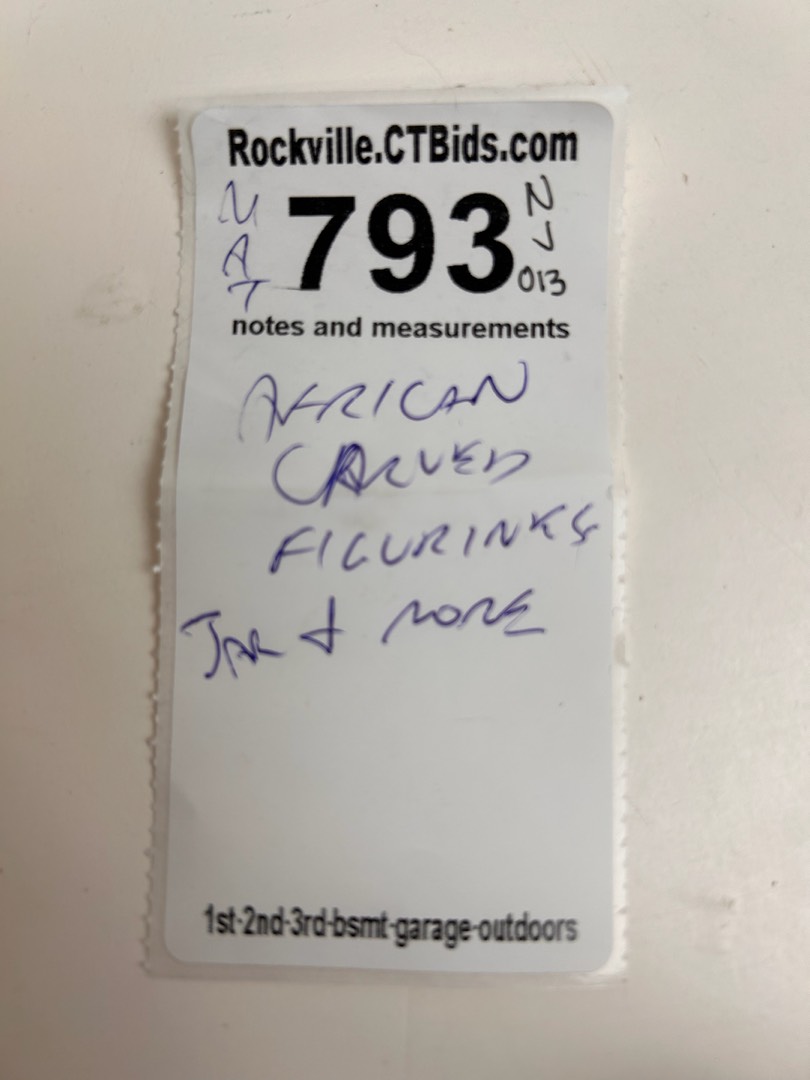 Rockville.CTBids.com
NAT
793
NJ
013
notes and measurements
AFRICAN
CARVED
FIGURINES
JAR & MORE
1st-2nd-3rd-bsmt-garage-outdoors